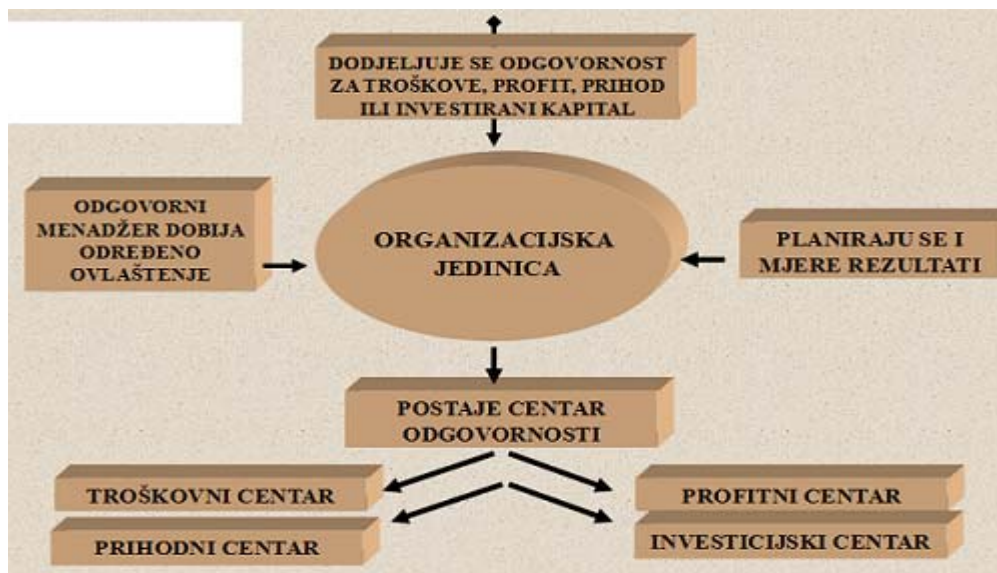 DODJELJUJE SE ODGOVORNOST
ZA TROŠKOVE, PROFIT, PRIHOD
ILI INVESTIRANI KAPITAL
ODGOVORNI
MENADŽER DOBIJA
ODREĐENO
OVLAŠTENJE
ORGANIZACIJSKA
JEDINICA
PLANIRAJU SE I
MJERE REZULTATI
POSTAJE CENTAR
ODGOVORNOSTI
TROŠKOVNI CENTAR
PROFITNI CENTAR
PRIHODNI CENTAR
INVESTICIJSKI CENTAR